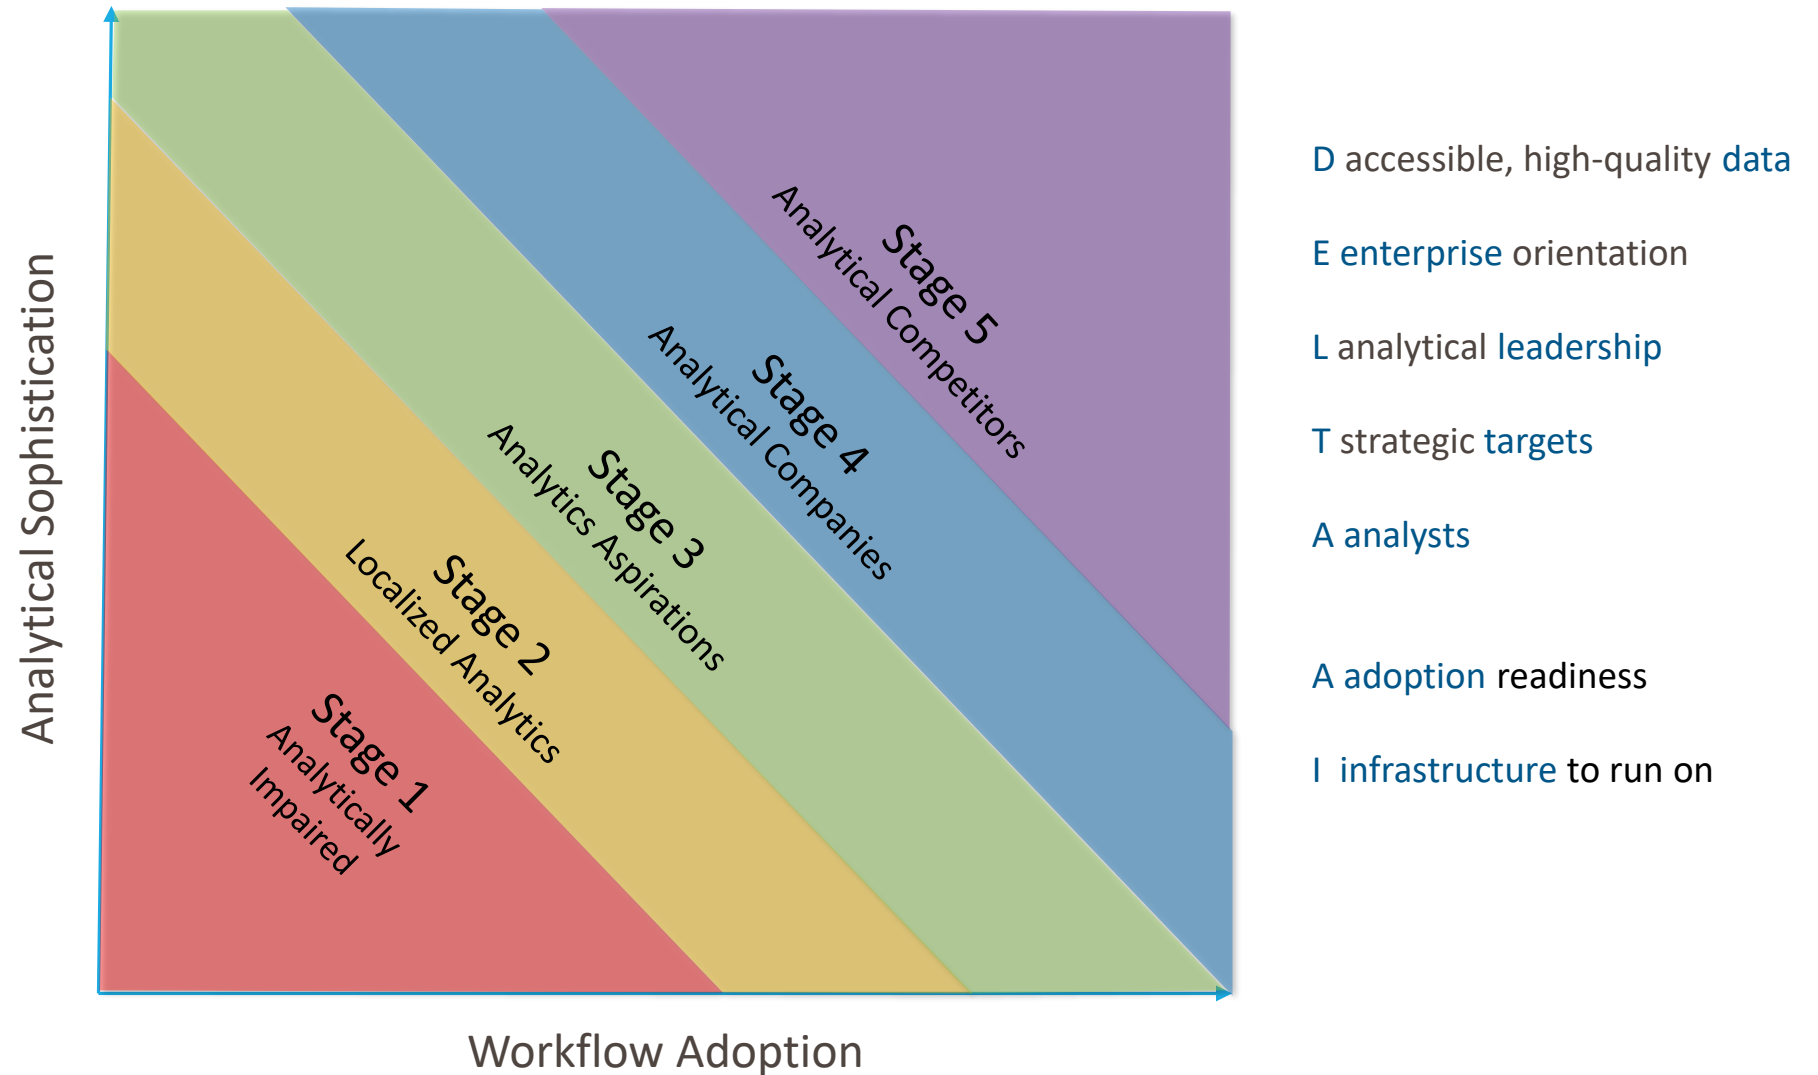 Analytical Sophistication
Workflow Adoption
Stage 1
Analytically
Impaired
Stage 2
Localized Analytics
Stage 3
Analytics Aspirations
Stage 4
Analytical Companies
Stage 5
Analytical Competitors
D accessible, high-quality data
E enterprise orientation
L analytical leadership
T strategic targets
A analysts
A adoption readiness
I infrastructure to run on